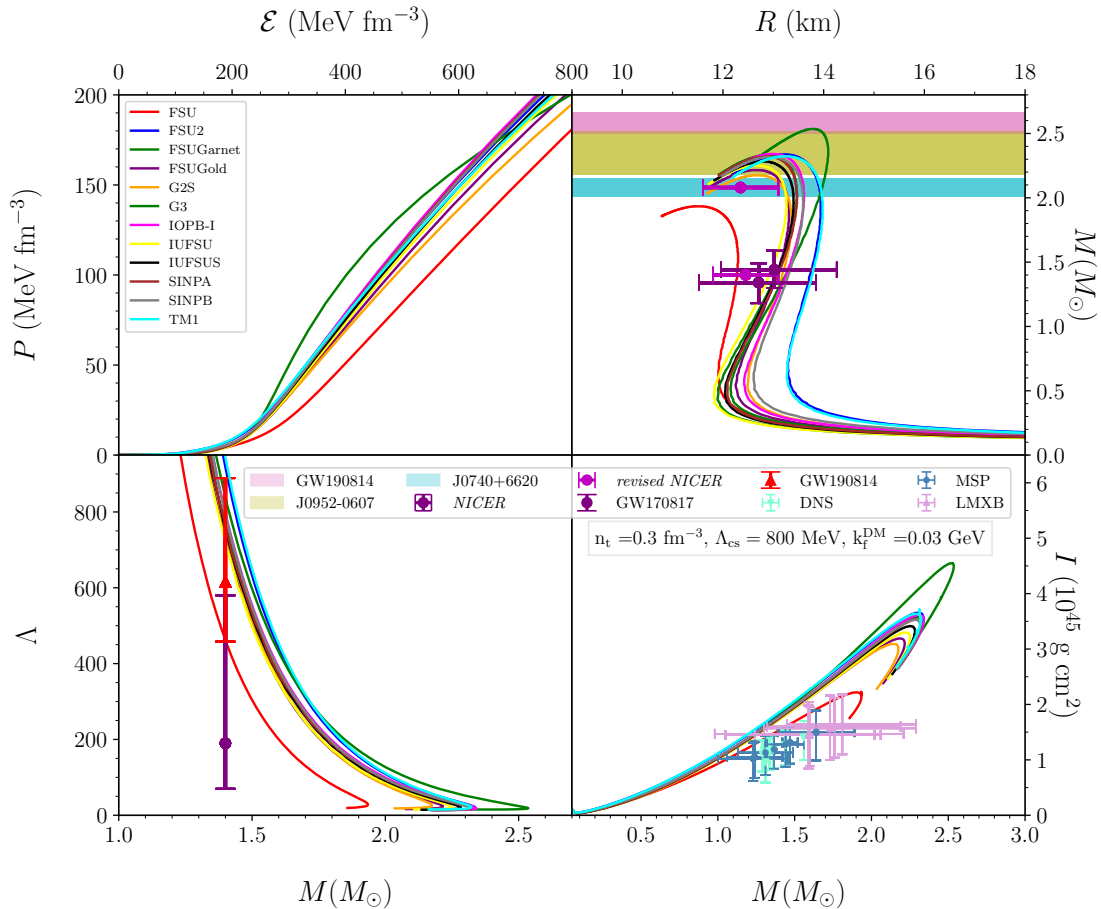 ℰ (MeV fm⁻³)
R (km)
0 200 400 600 800
10 12 14 16 18
200
150
100
50
0
P (MeV fm⁻³)
FSU
FSU2
FSUGarnet
FSUGold
G2S
G3
IOPB-I
IUFSU
IUFSUS
SINPA
SINPB
TM1
2.5
2.0
1.5
1.0
0.5
0.0
M(M⊙)
GW190814
J0952-0607
J0740+6620
NICER
revised NICER
GW170817
GW190814
DNS
MSP
LMXB
nₜ =0.3 fm⁻³, Λcs = 800 MeV, k_f^DM =0.03 GeV
800
600
400
200
0
Λ
6
5
4
3
2
1
0
I (10⁴⁵ g cm²)
1.0 1.5 2.0 2.5
0.5 1.0 1.5 2.0 2.5 3.0
M(M⊙)
M(M⊙)